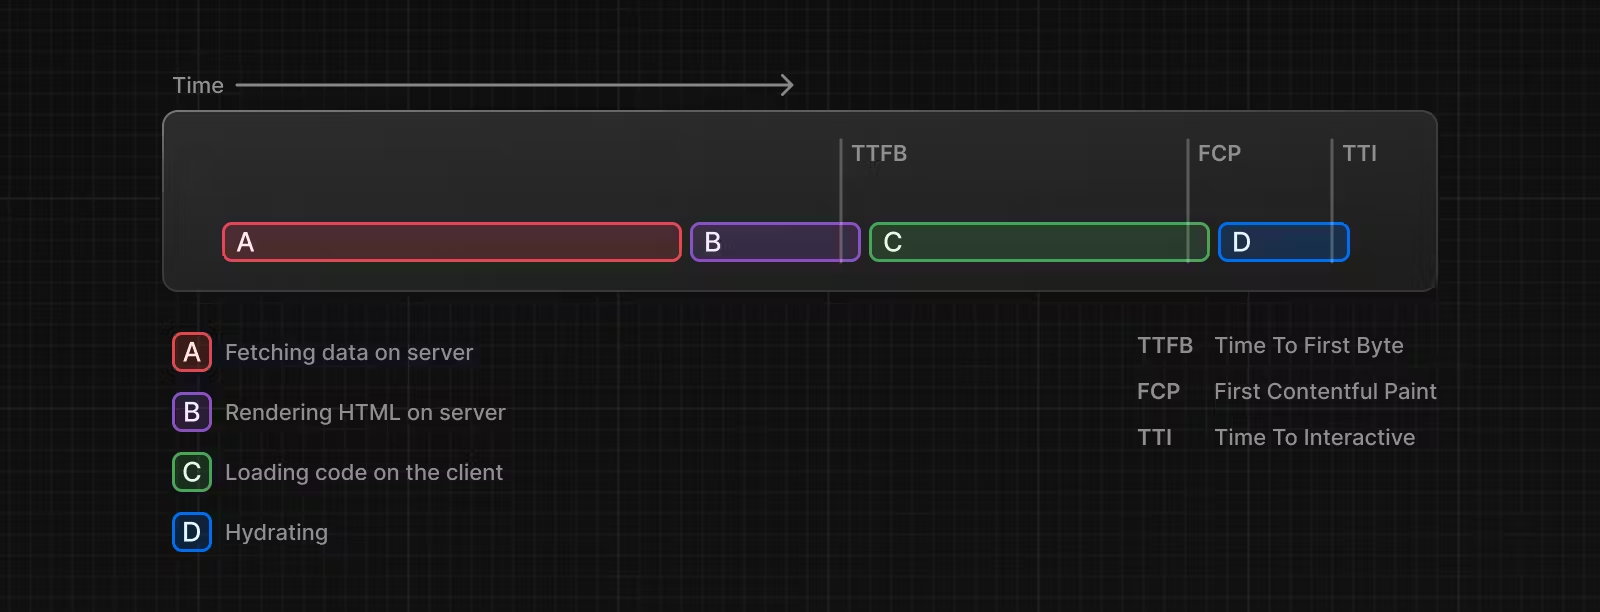 Time
TTFB
FCP
TTI
A
B
C
D
A Fetching data on server
B Rendering HTML on server
C Loading code on the client
D Hydrating
TTFB Time To First Byte
FCP First Contentful Paint
TTI Time To Interactive